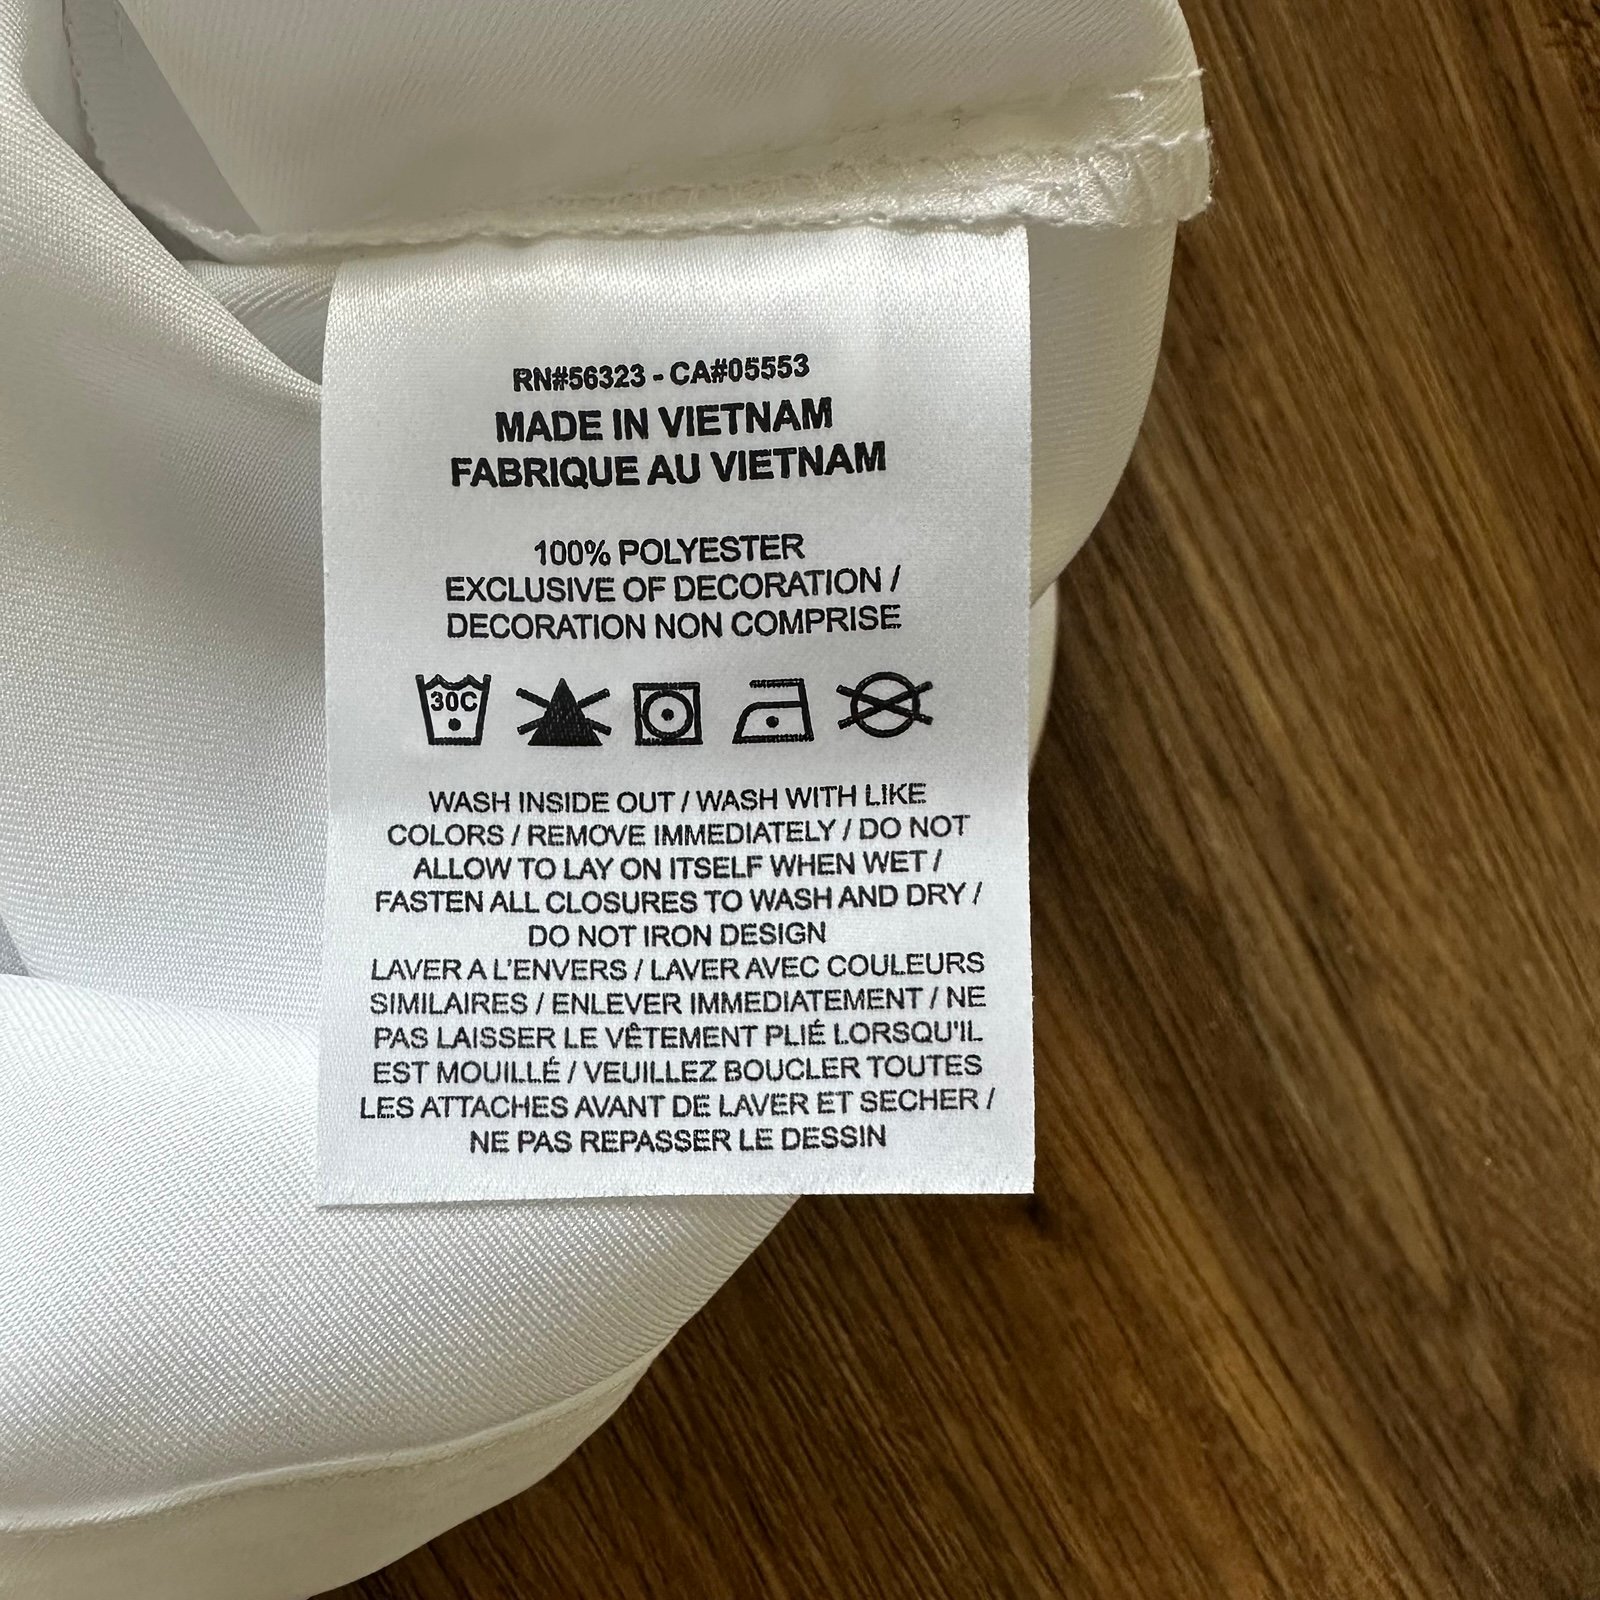 RN#56323 - CA#05553
MADE IN VIETNAM
FABRIQUE AU VIETNAM
100% POLYESTER
EXCLUSIVE OF DECORATION /
DECORATION NON COMPRISE
30C
WASH INSIDE OUT / WASH WITH LIKE
COLORS / REMOVE IMMEDIATELY / DO NOT
ALLOW TO LAY ON ITSELF WHEN WET /
FASTEN ALL CLOSURES TO WASH AND DRY /
DO NOT IRON DESIGN
LAVER A L'ENVERS / LAVER AVEC COULEURS
SIMILAIRES / ENLEVER IMMEDIATEMENT / NE
PAS LAISSER LE VÊTEMENT PLIÉ LORSQU'IL
EST MOUILLÉ / VEUILLEZ BOUCLER TOUTES
LES ATTACHES AVANT DE LAVER ET SECHER /
NE PAS REPASSER LE DESSIN